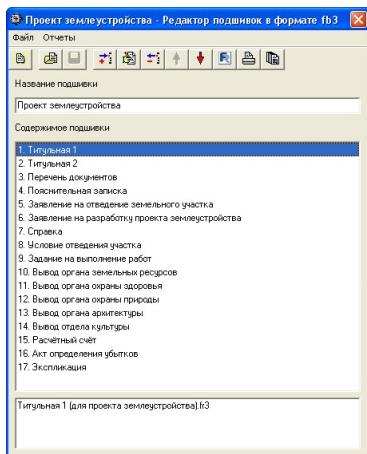 Проект землеустройства - Редактор подшивок в формате fb3
Файл Отчеты
Название подшивки
Проект землеустройства
Содержимое подшивки
1. Титульная 1
2. Титульная 2
3. Перечень документов
4. Пояснительная записка
5. Заявление на отведение земельного участка
6. Заявление на разработку проекта землеустройства
7. Справка
8. Условие отведения участка
9. Задание на выполнение работ
10. Вывод органа земельных ресурсов
11. Вывод органа охраны здоровья
12. Вывод органа охраны природы
13. Вывод органа архитектуры
14. Вывод отдела культуры
15. Расчётный счёт
16. Акт определения убытков
17. Экспликация
Титульная 1 (для проекта землеустройства).fr3